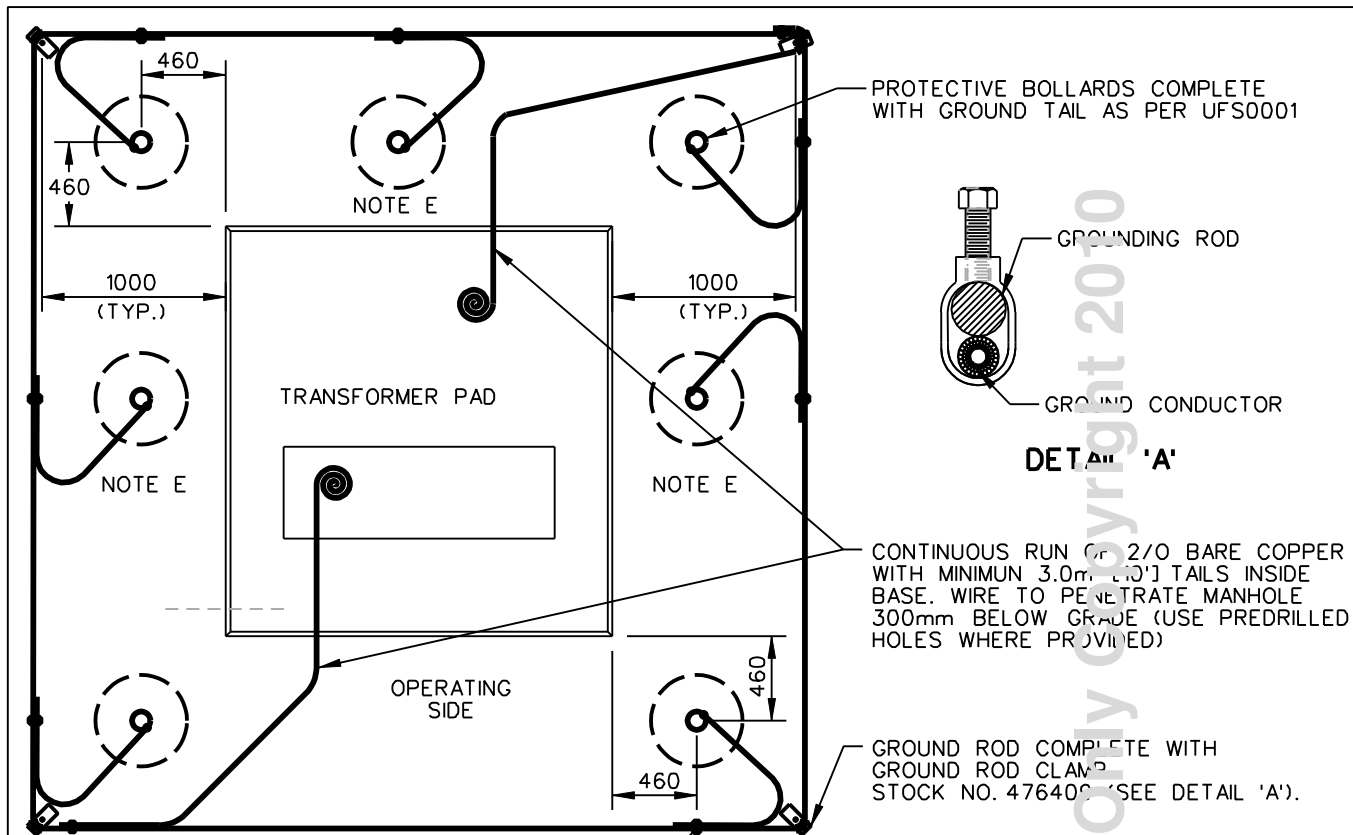 460
PROTECTIVE BOLLARDS COMPLETE
WITH GROUND TAIL AS PER UFS0001
460
NOTE E
GROUNDING ROD
1000
(TYP.)
1000
(TYP.)
TRANSFORMER PAD
GROUND CONDUCTOR
DETAIL 'A'
NOTE E
NOTE E
CONTINUOUS RUN OF 2/0 BARE COPPER
WITH MINIMUN 3.0m [10'] TAILS INSIDE
BASE. WIRE TO PENETRATE MANHOLE
300mm BELOW GRADE (USE PREDRILLED
HOLES WHERE PROVIDED)
460
OPERATING
SIDE
460
GROUND ROD COMPLETE WITH
GROUND ROD CLAMP
STOCK NO. (SEE DETAIL 'A').
Only Copyright 2010